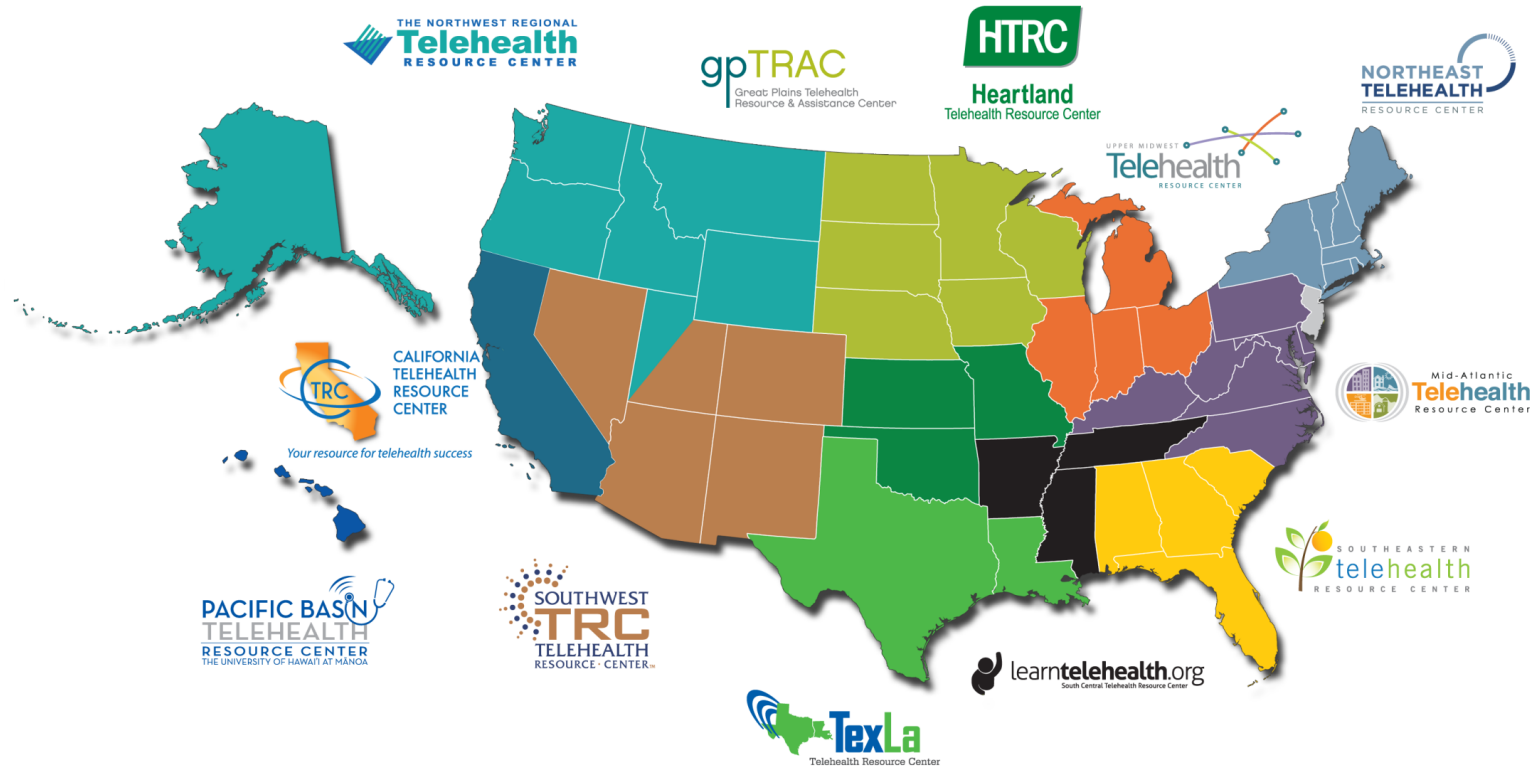 THE NORTHWEST REGIONAL
Telehealth
RESOURCE CENTER
gpTRAC
Great Plains Telehealth
Resource & Assistance Center
HTRC
Heartland
Telehealth Resource Center
NORTHEAST
TELEHEALTH
RESOURCE CENTER
UPPER MIDWEST
Telehealth
RESOURCE CENTER
TRC
CALIFORNIA
TELEHEALTH
RESOURCE
CENTER
Your resource for telehealth success
Mid-Atlantic
Telehealth
Resource Center
PACIFIC BASIN
TELEHEALTH
RESOURCE CENTER
THE UNIVERSITY OF HAWAI'I AT MĀNOA
SOUTHWEST
TRC
TELEHEALTH
RESOURCE · CENTER™
SOUTHEASTERN
telehealth
RESOURCE CENTER
learntelehealth.org
South Central Telehealth Resource Center
TexLa
Telehealth Resource Center